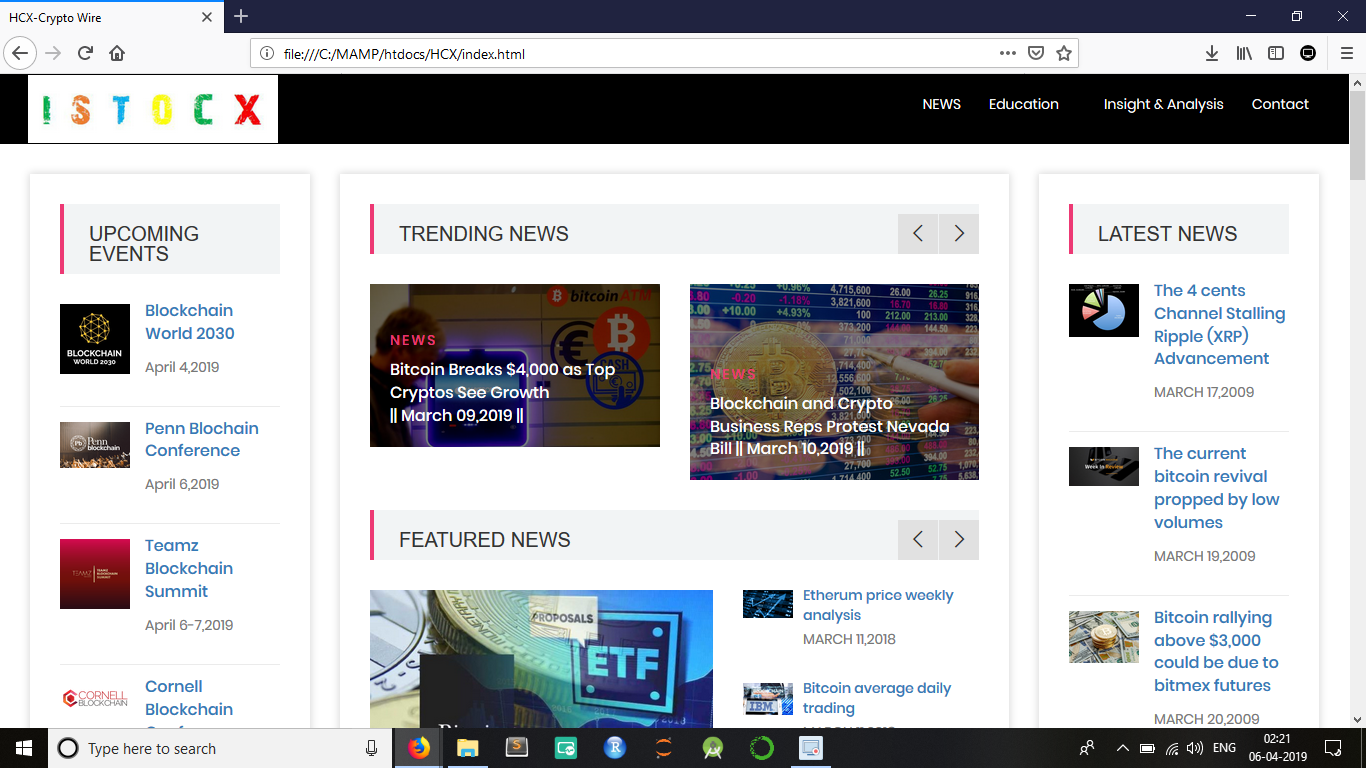 HCX-Crypto Wire
file:///C:/MAMP/htdocs/HCX/index.html
ISTOCX
NEWS Education Insight & Analysis Contact
UPCOMING
EVENTS
BLOCKCHAIN
WORLD 2030
Blockchain
World 2030
April 4,2019
Penn
blockchain
Penn Blochain
Conference
April 6,2019
TEAMZ
Teamz
Blockchain
Summit
April 6-7,2019
CORNELL
BLOCKCHAIN
Cornell
Blockchain
TRENDING NEWS
bitcoin ATM
CASH
NEWS
Bitcoin Breaks $4,000 as Top
Cryptos See Growth
|| March 09,2019 ||
NEWS
Blockchain and Crypto
Business Reps Protest Nevada
Bill || March 10,2019 ||
FEATURED NEWS
PROPOSALS
ETF
Etherum price weekly
analysis
MARCH 11,2018
BLOCKCHAIN
IBM
Bitcoin average daily
trading
LATEST NEWS
The 4 cents
Channel Stalling
Ripple (XRP)
Advancement
MARCH 17,2009
Week In Review
The current
bitcoin revival
propped by low
volumes
MARCH 19,2009
Bitcoin rallying
above $3,000
could be due to
bitmex futures
MARCH 20,2009
Type here to search
ENG
02:21
06-04-2019